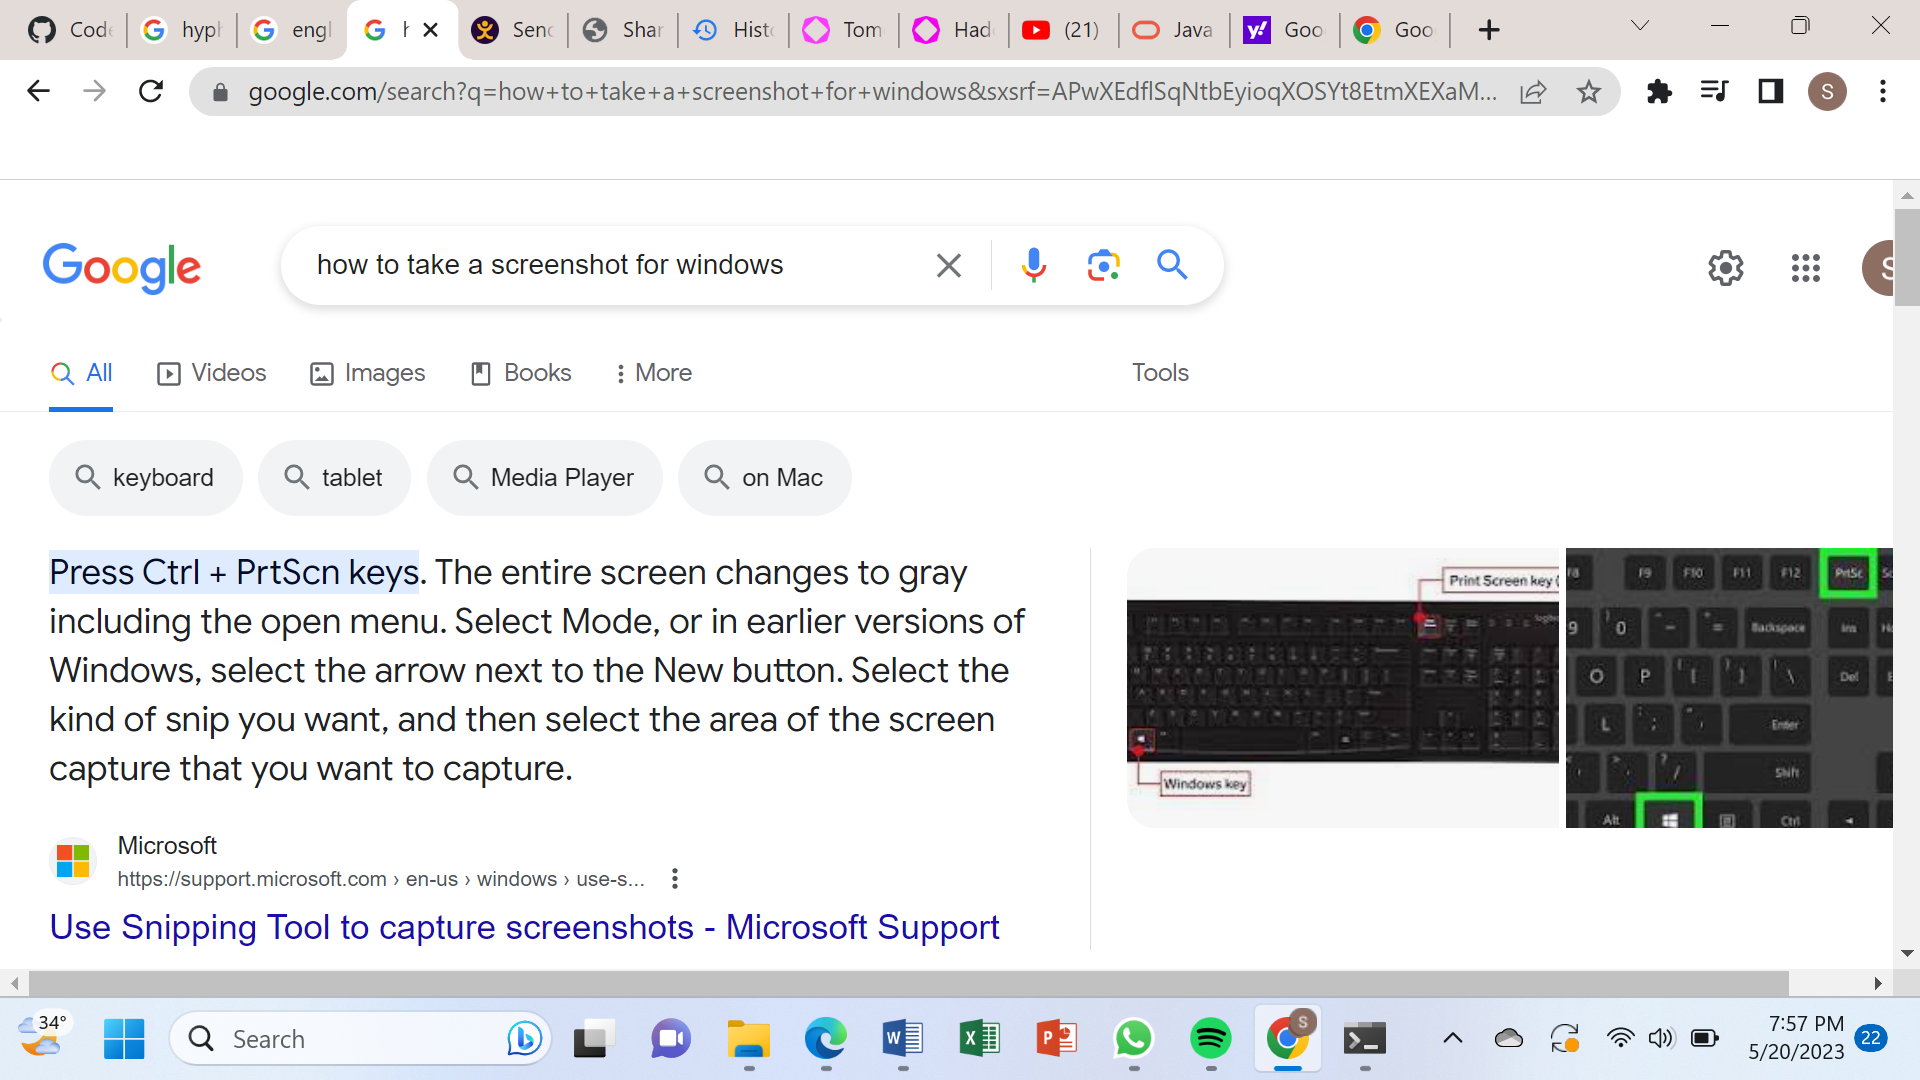 Code hyph engl h Send Shar Histo Tom Had (21) Java Goo Goo
google.com/search?q=how+to+take+a+screenshot+for+windows&sxsrf=APwXEdflSqNtbEyioqXOSYt8EtmXEXaM... S
Google how to take a screenshot for windows S
All Videos Images Books More Tools
keyboard tablet Media Player on Mac
Press Ctrl + PrtScn keys. The entire screen changes to gray
including the open menu. Select Mode, or in earlier versions of
Windows, select the arrow next to the New button. Select the
kind of snip you want, and then select the area of the screen
capture that you want to capture.
Print Screen key (
Windows key
F8 F9 F10 F11 F12 PrtSc Sc
9 0 - = Backspace Ins Ho
O P [ ] \ Del E
L : ; " ' Enter
< > . ? / Shift
Alt Ctrl
Microsoft
https://support.microsoft.com › en-us › windows › use-s...
Use Snipping Tool to capture screenshots - Microsoft Support
34° Search W X P S 7:57 PM 22
5/20/2023